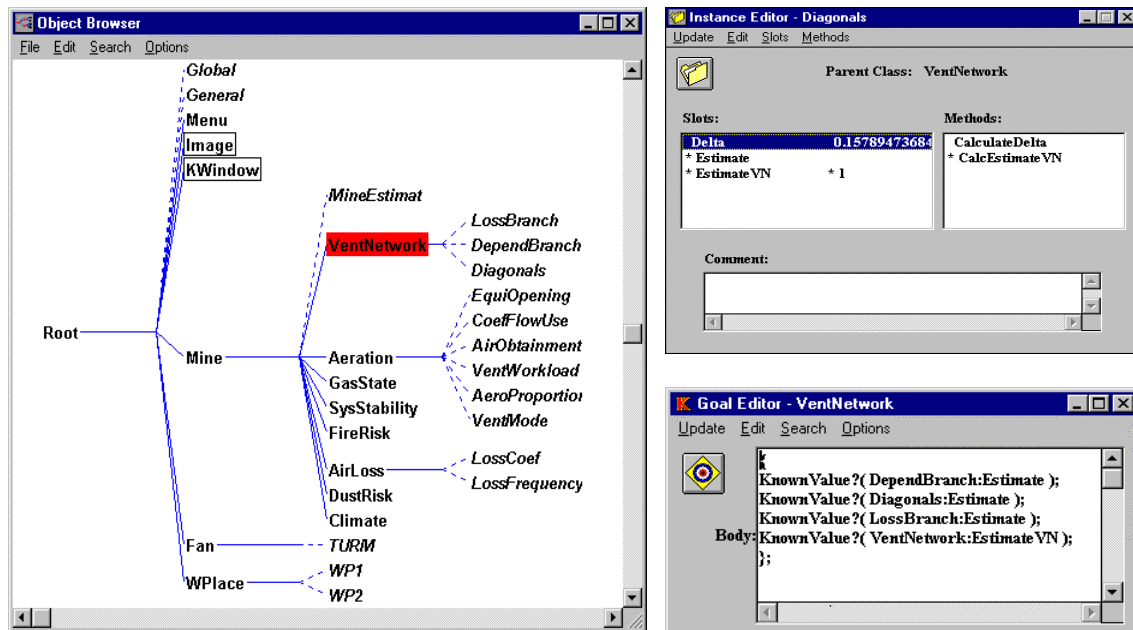 Object Browser
File Edit Search Options
Global
General
Menu
Image
KWindow
MineEstimat
LossBranch
VentNetwork
DependBranch
Diagonals
EquiOpening
CoefFlowUse
Root
AirObtainment
Mine
Aeration
VentWorkload
GasState
AeroProportion
SysStability
VentMode
FireRisk
LossCoef
AirLoss
LossFrequency
DustRisk
Climate
Fan
TURM
WPlace
WP1
WP2
Instance Editor - Diagonals
Update Edit Slots Methods
Parent Class: VentNetwork
Slots: Methods:
Delta 0.15789473684
CalculateDelta
* Estimate
* CalcEstimateVN
* EstimateVN * 1
Comment:
Goal Editor - VentNetwork
Update Edit Search Options
KnownValue?( DependBranch:Estimate );
KnownValue?( Diagonals:Estimate );
KnownValue?( LossBranch:Estimate );
Body: KnownValue?( VentNetwork:EstimateVN );
};